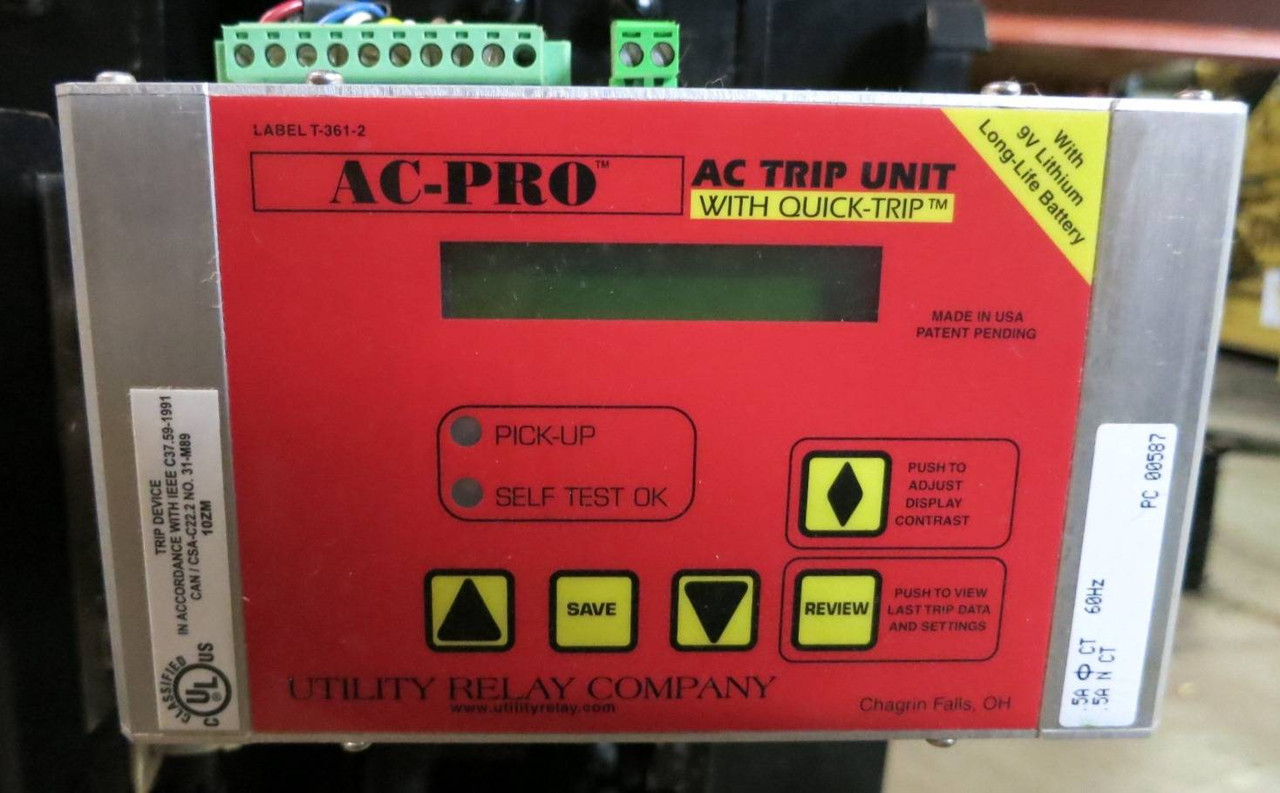 LABEL T-361-2
AC-PRO™
AC TRIP UNIT
WITH QUICK-TRIP™
With
9V Lithium
Long-Life Battery
MADE IN USA
PATENT PENDING
PICK-UP
SELF TEST OK
PUSH TO
ADJUST
DISPLAY
CONTRAST
SAVE
REVIEW
PUSH TO VIEW
LAST TRIP DATA
AND SETTINGS
UTILITY RELAY COMPANY
www.utilityrelay.com
Chagrin Falls, OH
TRIP DEVICE
IN ACCORDANCE WITH IEEE C37.59-1991
CAN / CSA-C22.2 NO. 31-M89
10ZM
CLASSIFIED
C UL US
.5A Φ CT 60Hz
.5A N CT
PC 00587